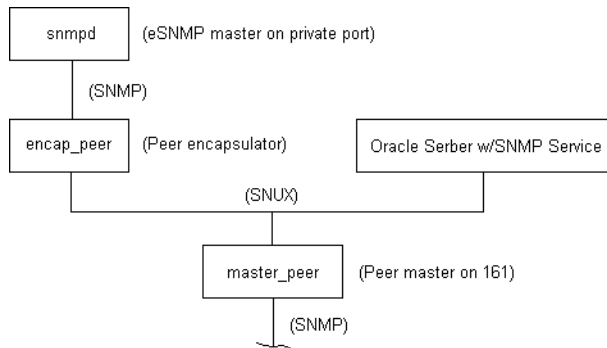 snmpd (eSNMP master on private port)
(SNMP)
encap_peer (Peer encapsulator) Oracle Serber w/SNMP Service
(SNUX)
master_peer (Peer master on 161)
(SNMP)